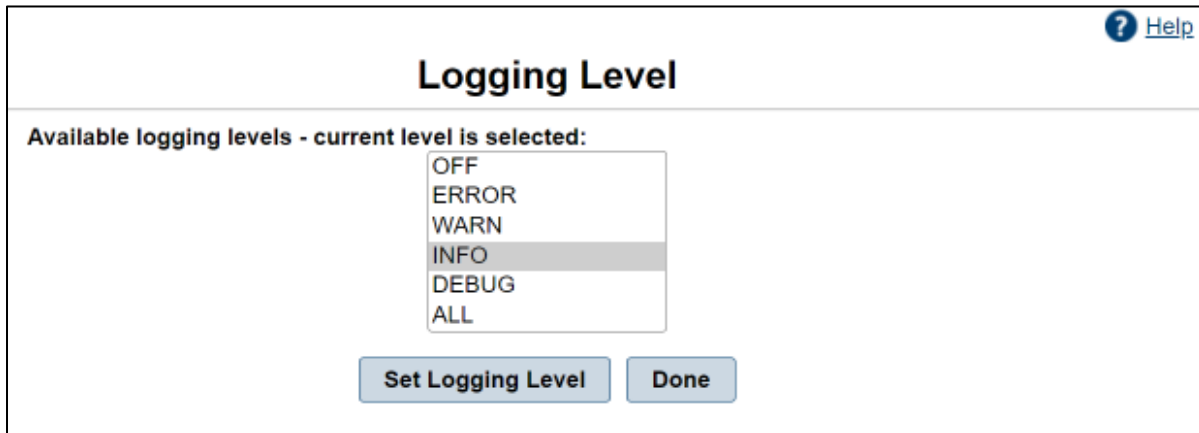 ? Help
Logging Level
Available logging levels - current level is selected:
OFF
ERROR
WARN
INFO
DEBUG
ALL
Set Logging Level Done